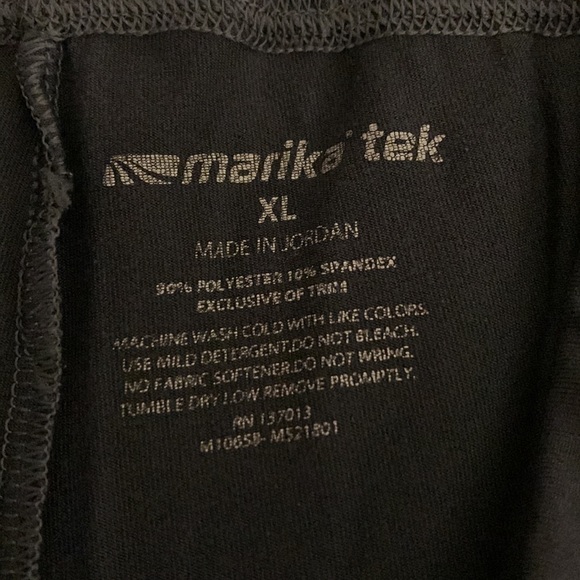 marika tek
XL
MADE IN JORDAN
90% POLYESTER 10% SPANDEX
EXCLUSIVE OF TRIM
MACHINE WASH COLD WITH LIKE COLORS.
USE MILD DETERGENT.DO NOT BLEACH.
NO FABRIC SOFTENER.DO NOT WRING.
TUMBLE DRY LOW REMOVE PROMPTLY.
RN 137013
M10658- MS21801